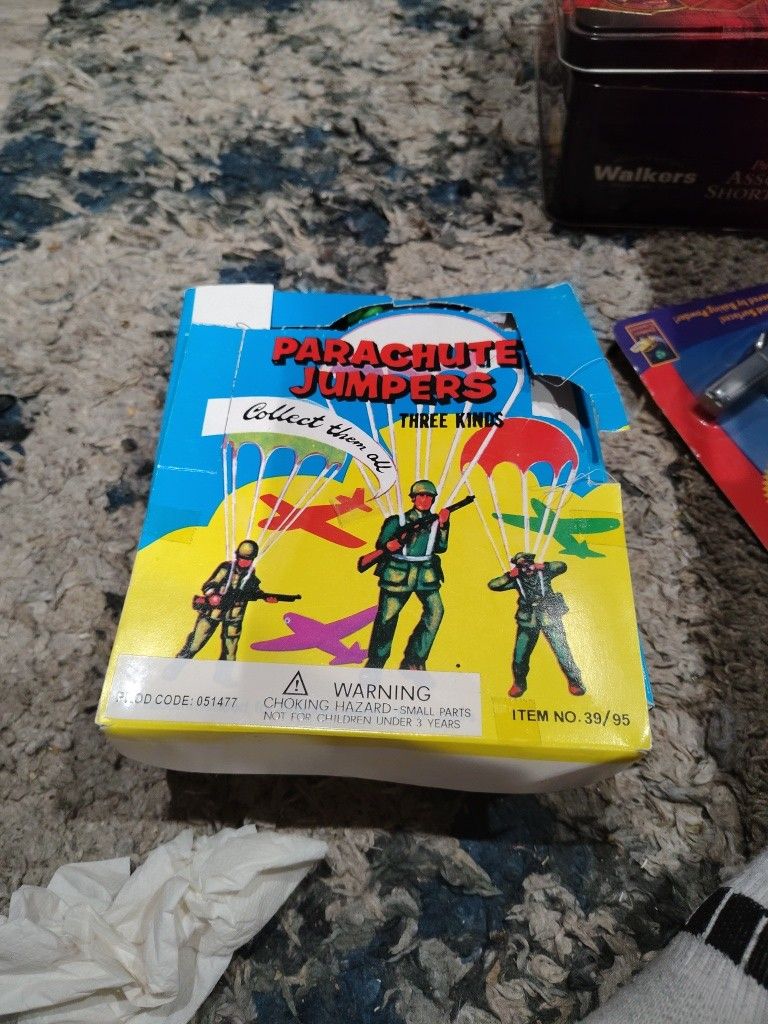 Walkers
PARACHUTE
JUMPERS
THREE KINDS
Collect them all
PROD CODE: 051477
WARNING
CHOKING HAZARD-SMALL PARTS
NOT FOR CHILDREN UNDER 3 YEARS
ITEM NO. 39/95